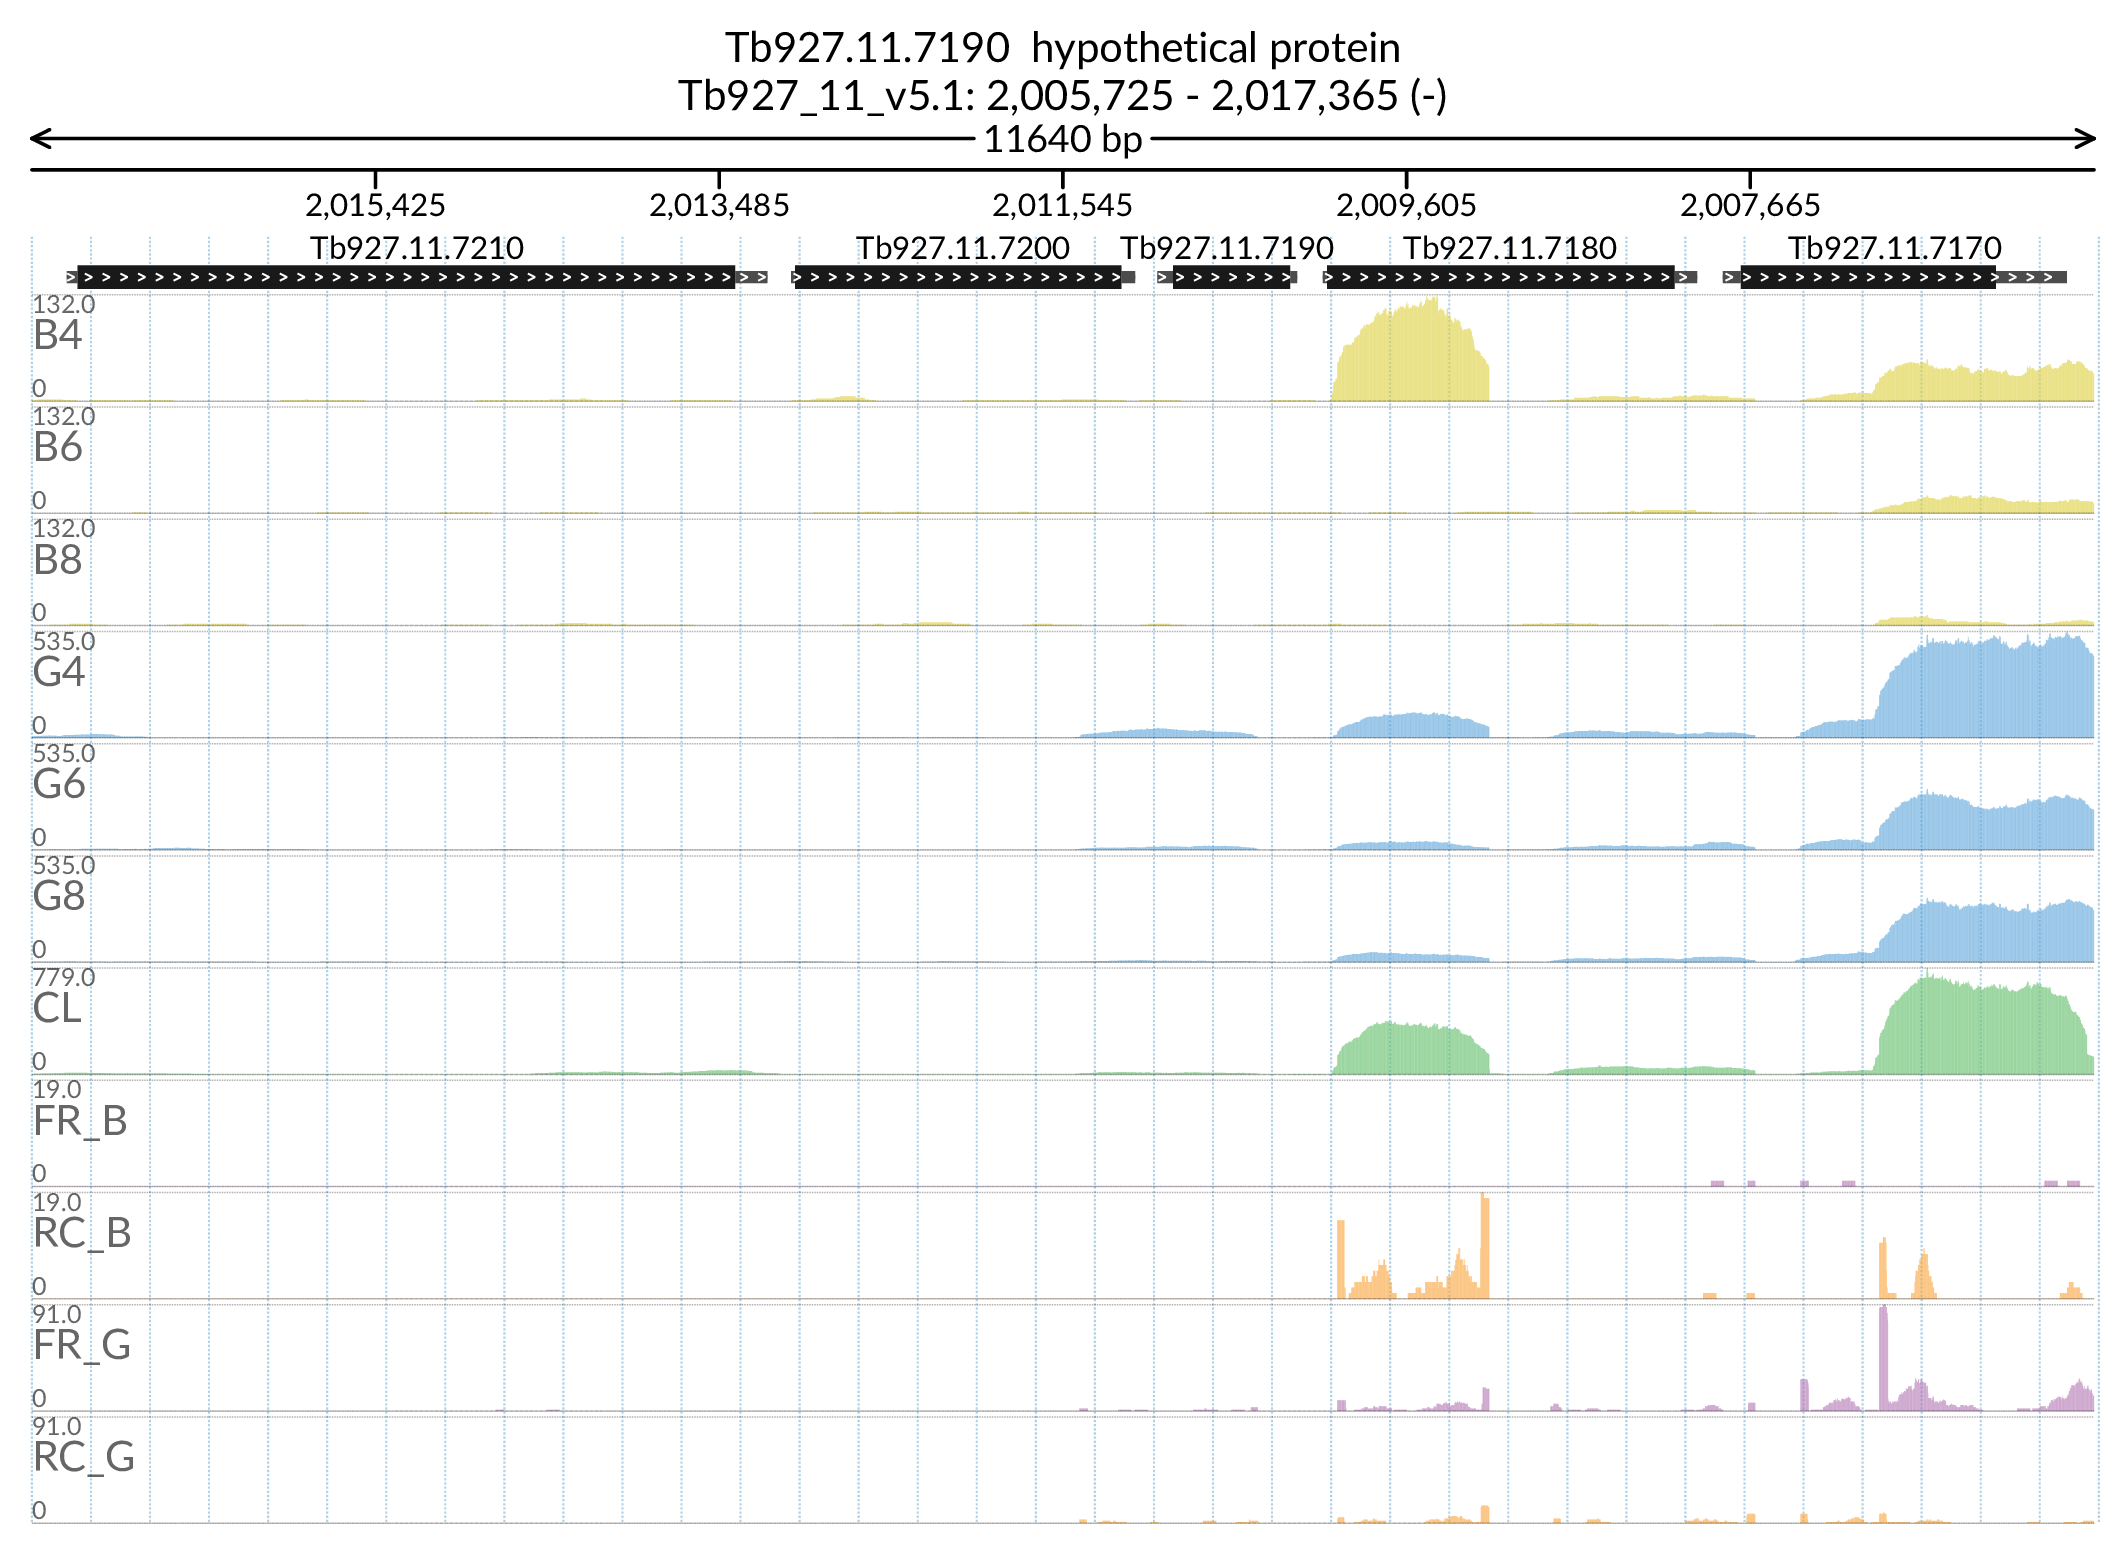 Tb927.11.7190  hypothetical protein
Tb927_11_v5.1: 2,005,725 - 2,017,365 (-)
11640 bp
2,015,425 2,013,485 2,011,545 2,009,605 2,007,665
Tb927.11.7210 Tb927.11.7200 Tb927.11.7190 Tb927.11.7180 Tb927.11.7170
132.0
B4
0
132.0
B6
0
132.0
B8
0
535.0
G4
0
535.0
G6
0
535.0
G8
0
779.0
CL
0
19.0
FR_B
0
19.0
RC_B
0
91.0
FR_G
0
91.0
RC_G
0